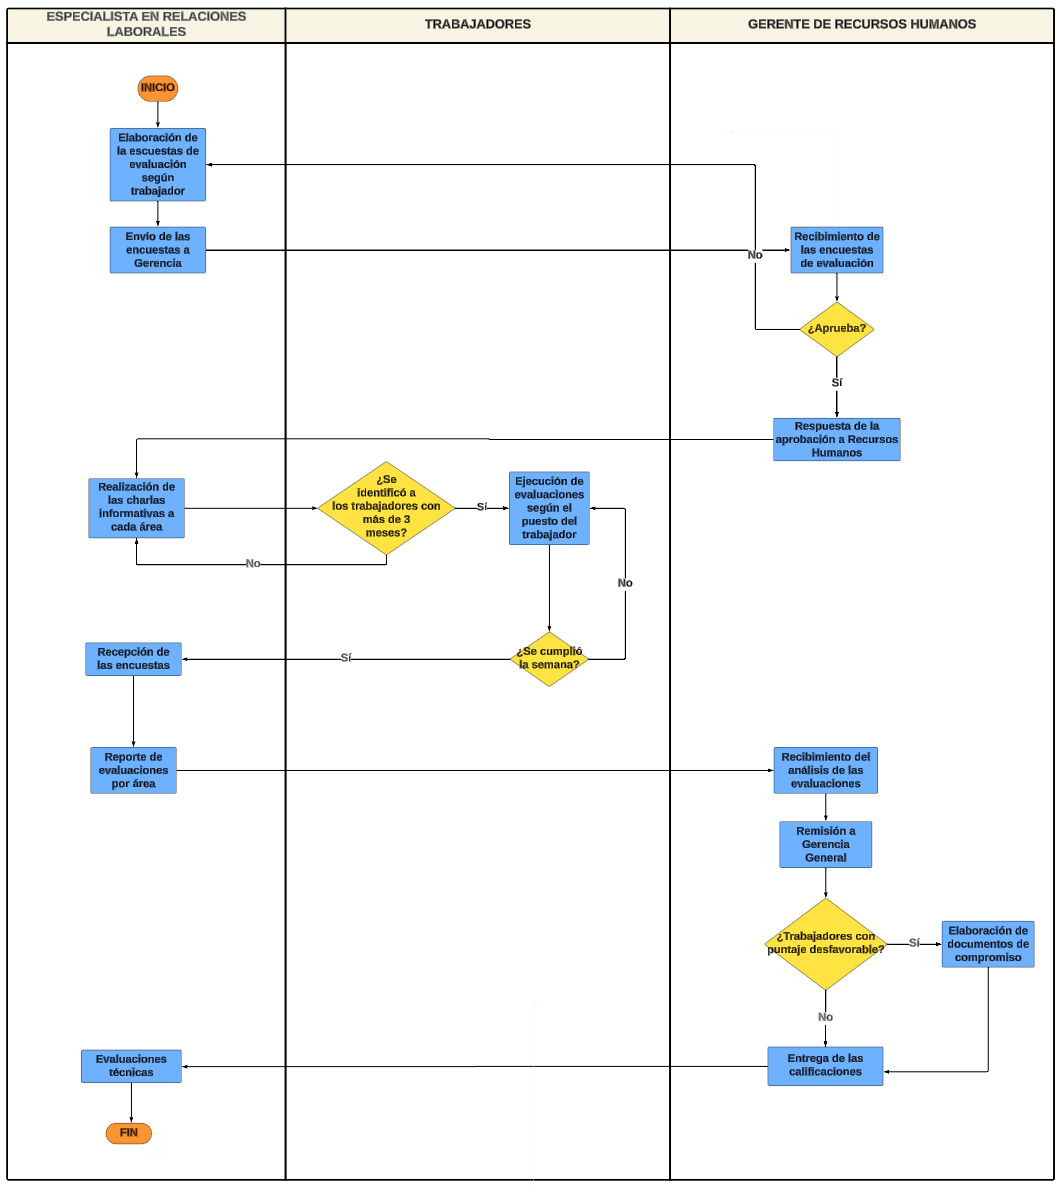 ESPECIALISTA EN RELACIONES
LABORALES
TRABAJADORES
GERENTE DE RECURSOS HUMANOS
INICIO
Elaboración de
la escuestas de
evaluación
según
trabajador
Envío de las
encuestas a
Gerencia
No
Recibimiento de
las encuestas
de evaluación
¿Aprueba?
Sí
Respuesta de la
aprobación a Recursos
Humanos
Realización de
las charlas
informativas a
cada área
¿Se
identificó a
los trabajadores con
más de 3
meses?
Sí
Ejecución de
evaluaciones
según el
puesto del
trabajador
No
No
¿Se cumplió
la semana?
Sí
Recepción de
las encuestas
Reporte de
evaluaciones
por área
Recibimiento del
análisis de las
evaluaciones
Remisión a
Gerencia
General
¿Trabajadores con
puntaje desfavorable?
Sí
Elaboración de
documentos de
compromiso
No
Entrega de las
calificaciones
Evaluaciones
técnicas
FIN